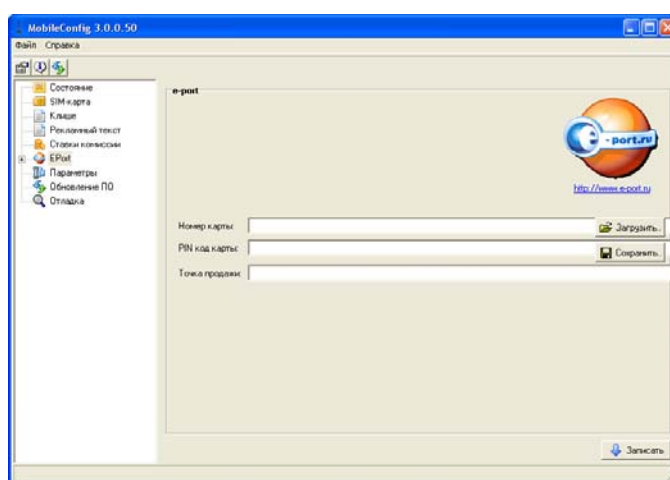 MobileConfig 3.0.0.50
Файл Справка
Состояние
SIM-карта
Клише
Рекламный текст
Ставки комиссии
EPort
Параметры
Обновление ПО
Отладка
e-port
e-port.ru
http://www.e-port.ru
Номер карты:
Загрузить..
PIN код карты:
Сохранить..
Точка продажи:
Записать